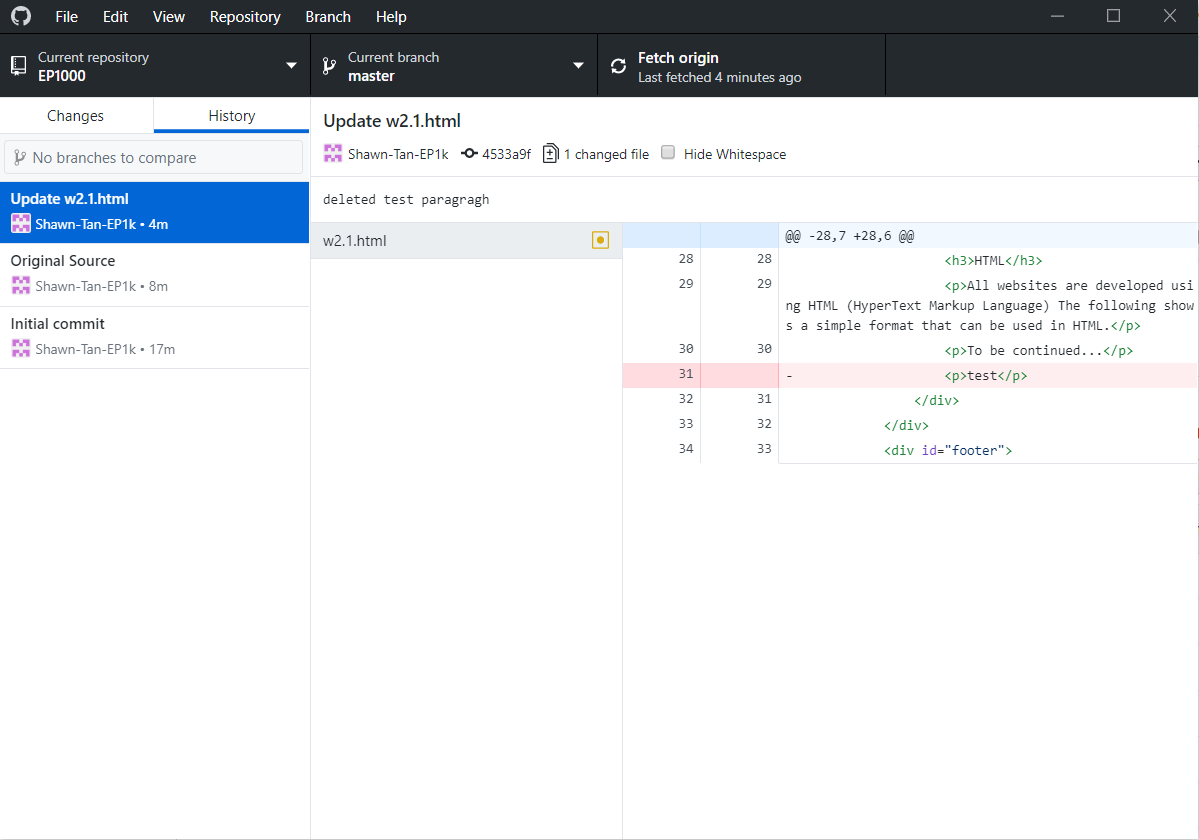 File Edit View Repository Branch Help
Current repository
EP1000
Current branch
master
Fetch origin
Last fetched 4 minutes ago
Changes
History
No branches to compare
Update w2.1.html
Shawn-Tan-EP1k • 4m
Original Source
Shawn-Tan-EP1k • 8m
Initial commit
Shawn-Tan-EP1k • 17m
Update w2.1.html
Shawn-Tan-EP1k 4533a9f 1 changed file Hide Whitespace
deleted test paragragh
w2.1.html
@@ -28,7 +28,6 @@
28 28 <h3>HTML</h3>
29 29 <p>All websites are developed usi
ng HTML (HyperText Markup Language) The following show
s a simple format that can be used in HTML.</p>
30 30 <p>To be continued...</p>
31 - <p>test</p>
32 31 </div>
33 32 </div>
34 33 <div id="footer">